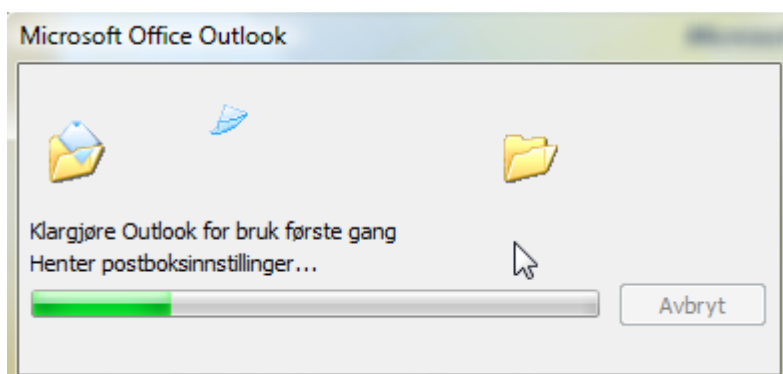 Microsoft Office Outlook
Klargjøre Outlook for bruk første gang
Henter postboksinnstillinger...
Avbryt